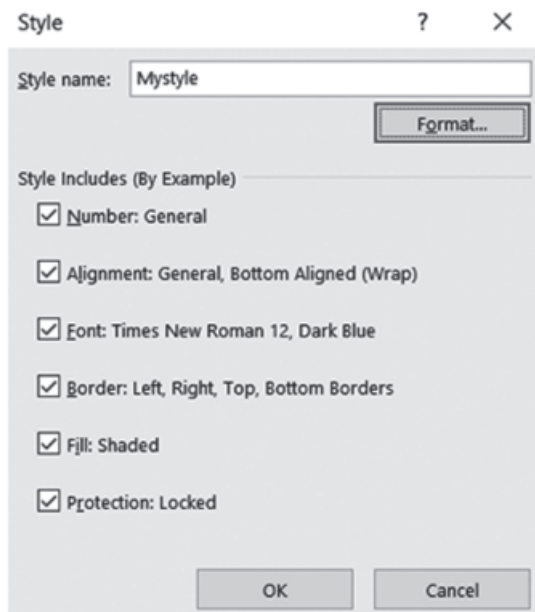 Style ? ×
Style name: Mystyle
Format...
Style Includes (By Example)
Number: General
Alignment: General, Bottom Aligned (Wrap)
Font: Times New Roman 12, Dark Blue
Border: Left, Right, Top, Bottom Borders
Fill: Shaded
Protection: Locked
OK Cancel